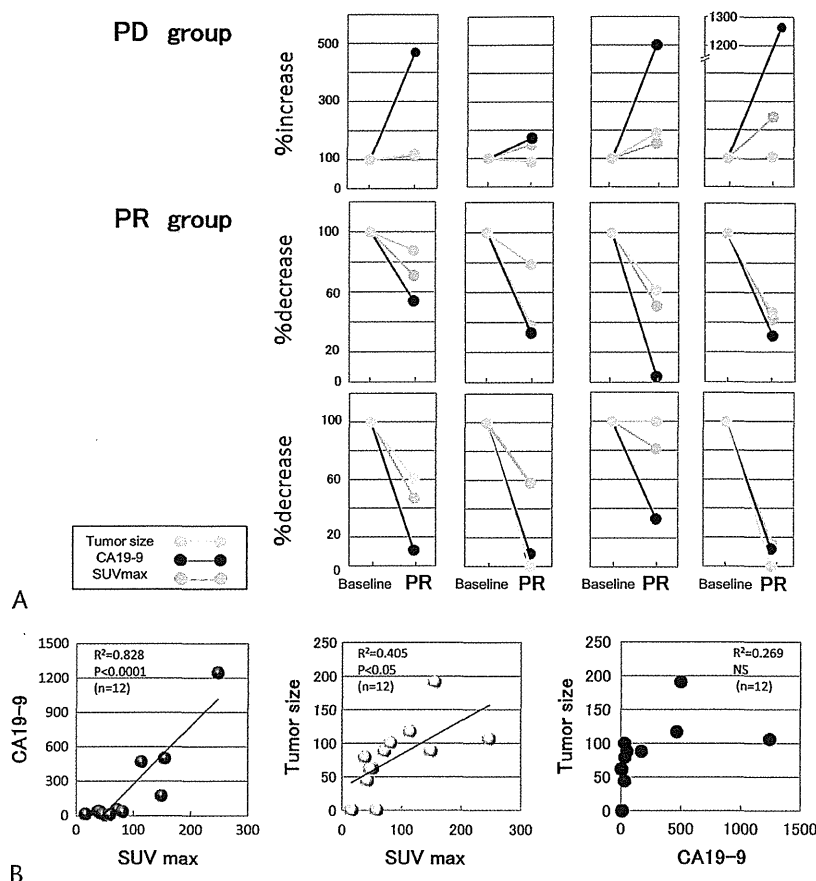 PD group
%increase
500
300
100
0
1300
1200
PR group
%decrease
100
60
20
0
%decrease
100
60
20
0
Baseline PR Baseline PR Baseline PR Baseline PR
Tumor size
CA19-9
SUVmax
A
CA19-9
1500
1200
900
600
300
0
R²=0.828
P<0.0001
(n=12)
0 100 200 300
SUV max
Tumor size
250
200
150
100
50
0
R²=0.405
P<0.05
(n=12)
0 100 200 300
SUV max
Tumor size
250
200
150
100
50
0
R²=0.269
NS
(n=12)
0 500 1000 1500
CA19-9
B